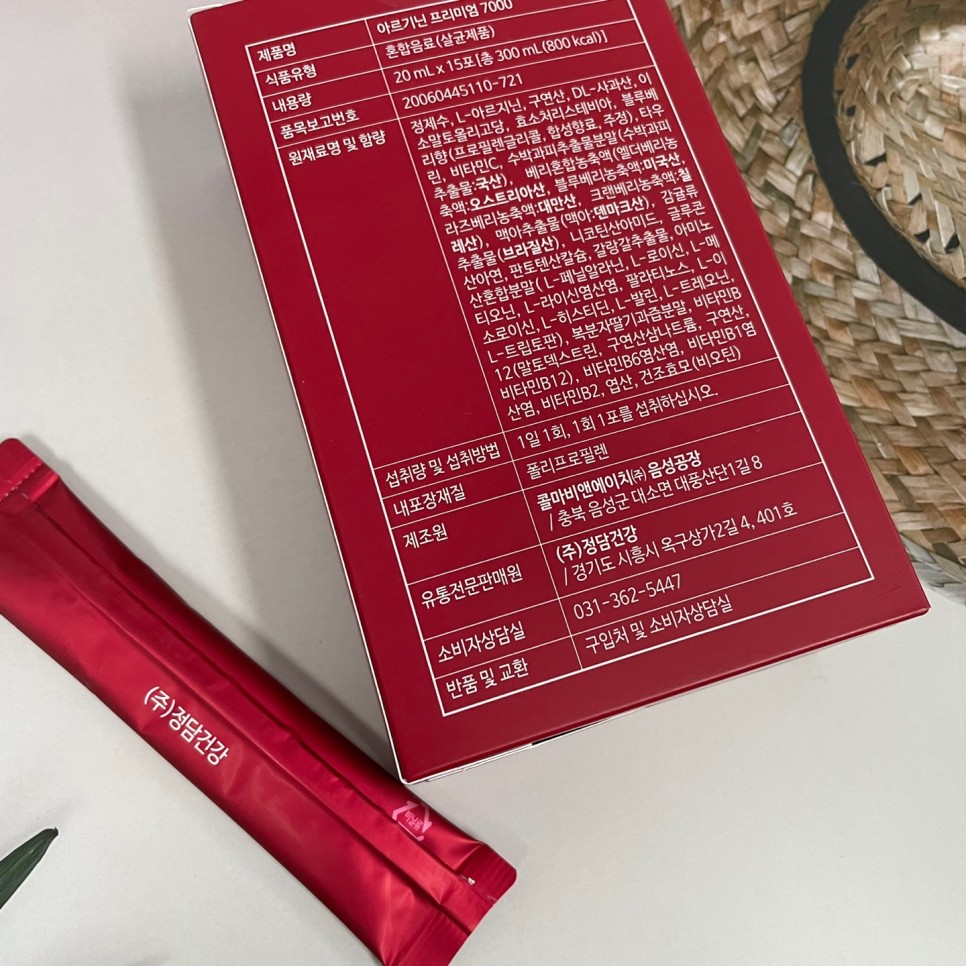 제품명
아르기닌 프리미엄 7000
식품유형
혼합음료(살균제품)
내용량
20 mL x 15포 [총 300 mL(800 kcal)]
품목보고번호
20060445110-721
원재료명 및 함량
정제수, L-아르지닌, 구연산, DL-사과산, 이
소말토올리고당, 효소처리스테비아, 블루베
리향(프로필렌글리콜, 합성향료, 주정), 타우
린, 비타민C, 수박과피추출물분말(수박과피
추출물:국산), 베리혼합농축액(엘더베리농
축액:오스트리아산, 블루베리농축액:미국산,
라즈베리농축액:대만산, 크랜베리농축액:칠
레산), 맥아추출물(맥아:덴마크산), 감귤류
추출물(브라질산), 니코틴산아미드, 글루콘
산아연, 판토텐산칼슘, 갈랑갈추출물, 아미노
산혼합분말( L-페닐알라닌, L-로이신, L-메
티오닌, L-라이신염산염, 팔라티노스, L-이
소로이신, L-히스티딘, L-발린, L-트레오닌,
L-트립토판), 복분자딸기과즙분말, 비타민B
12(말토덱스트린, 구연산삼나트륨, 구연산,
비타민B12), 비타민B6염산염, 비타민B1염
산염, 비타민B2, 엽산, 건조효모(비오틴)
섭취량 및 섭취방법
1일 1회, 1회 1포를 섭취하십시오.
내포장재질
폴리프로필렌
제조원
콜마비앤에이치㈜ 음성공장
/ 충북 음성군 대소면 대풍산단1길 8
유통전문판매원
(주)정담건강
/ 경기도 시흥시 옥구상가2길 4, 401호
소비자상담실
031-362-5447
반품 및 교환
구입처 및 소비자상담실
(주)정담건강
비닐류